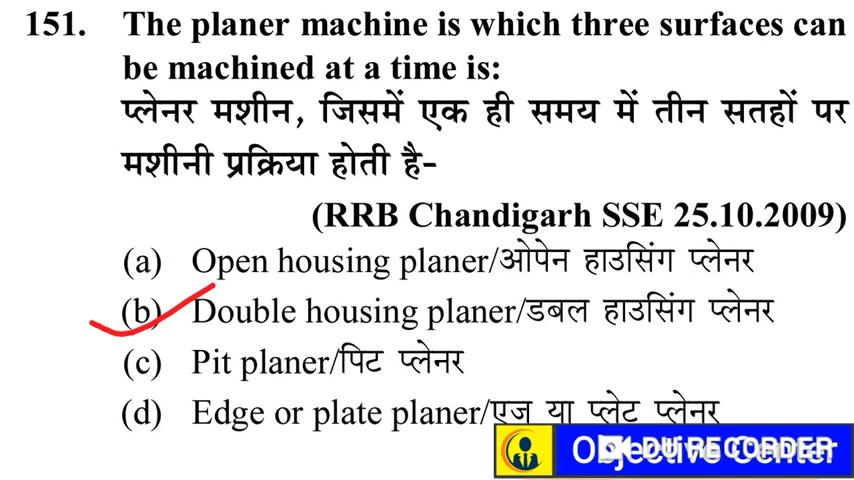 151. The planer machine is which three surfaces can
be machined at a time is:
प्लेनर मशीन, जिसमें एक ही समय में तीन सतहों पर
मशीनी प्रक्रिया होती है-
(RRB Chandigarh SSE 25.10.2009)
(a) Open housing planer/ओपेन हाउसिंग प्लेनर
(b) Double housing planer/डबल हाउसिंग प्लेनर
(c) Pit planer/पिट प्लेनर
(d) Edge or plate planer/एज या प्लेट प्लेनर
Objective Center
DU RECORDER